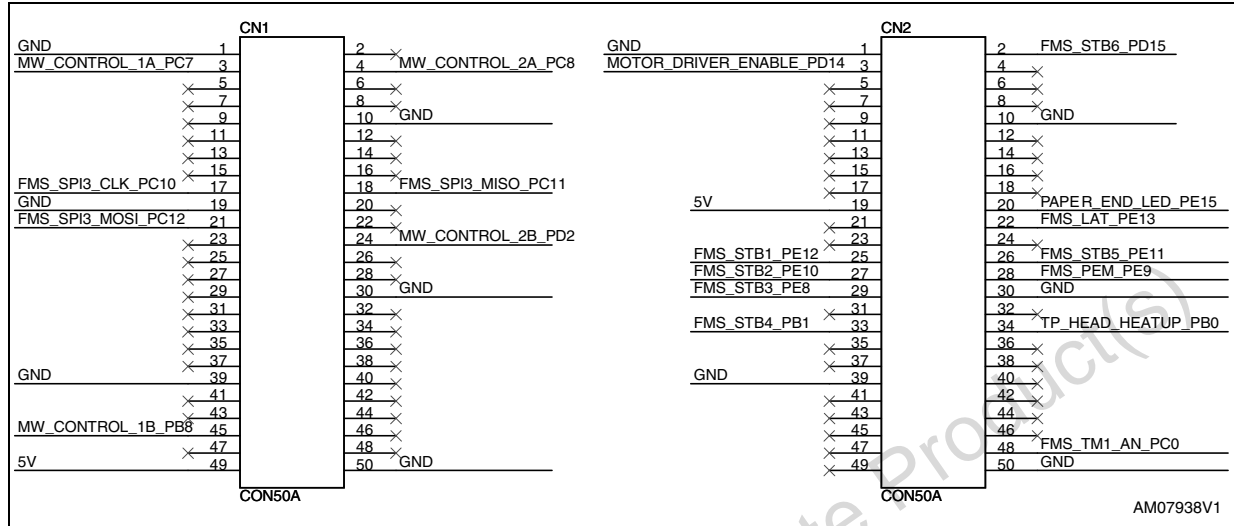 CN1
GND 1 2
MW_CONTROL_1A_PC7 3 4 MW_CONTROL_2A_PC8
5 6
7 8
9 10 GND
11 12
13 14
15 16
FMS_SPI3_CLK_PC10 17 18 FMS_SPI3_MISO_PC11
GND 19 20
FMS_SPI3_MOSI_PC12 21 22
23 24 MW_CONTROL_2B_PD2
25 26
27 28
29 30 GND
31 32
33 34
35 36
37 38
GND 39 40
41 42
43 44
MW_CONTROL_1B_PB8 45 46
47 48
5V 49 50 GND
CON50A
CN2
GND 1 2 FMS_STB6_PD15
MOTOR_DRIVER_ENABLE_PD14 3 4
5 6
7 8
9 10 GND
11 12
13 14
15 16
17 18
5V 19 20 PAPER_END_LED_PE15
21 22 FMS_LAT_PE13
23 24
FMS_STB1_PE12 25 26 FMS_STB5_PE11
FMS_STB2_PE10 27 28 FMS_PEM_PE9
FMS_STB3_PE8 29 30 GND
31 32
FMS_STB4_PB1 33 34 TP_HEAD_HEATUP_PB0
35 36
37 38
GND 39 40
41 42
43 44
45 46
47 48 FMS_TM1_AN_PC0
49 50 GND
CON50A
AM07938V1
te Product(s)